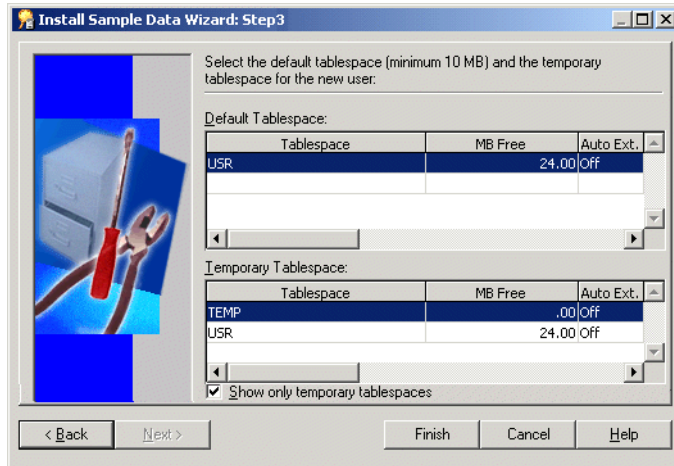 Install Sample Data Wizard: Step3
Select the default tablespace (minimum 10 MB) and the temporary
tablespace for the new user:
Default Tablespace:
Tablespace MB Free Auto Ext.
USR 24.00 Off
Temporary Tablespace:
Tablespace MB Free Auto Ext.
TEMP .00 Off
USR 24.00 Off
Show only temporary tablespaces
< Back Next > Finish Cancel Help